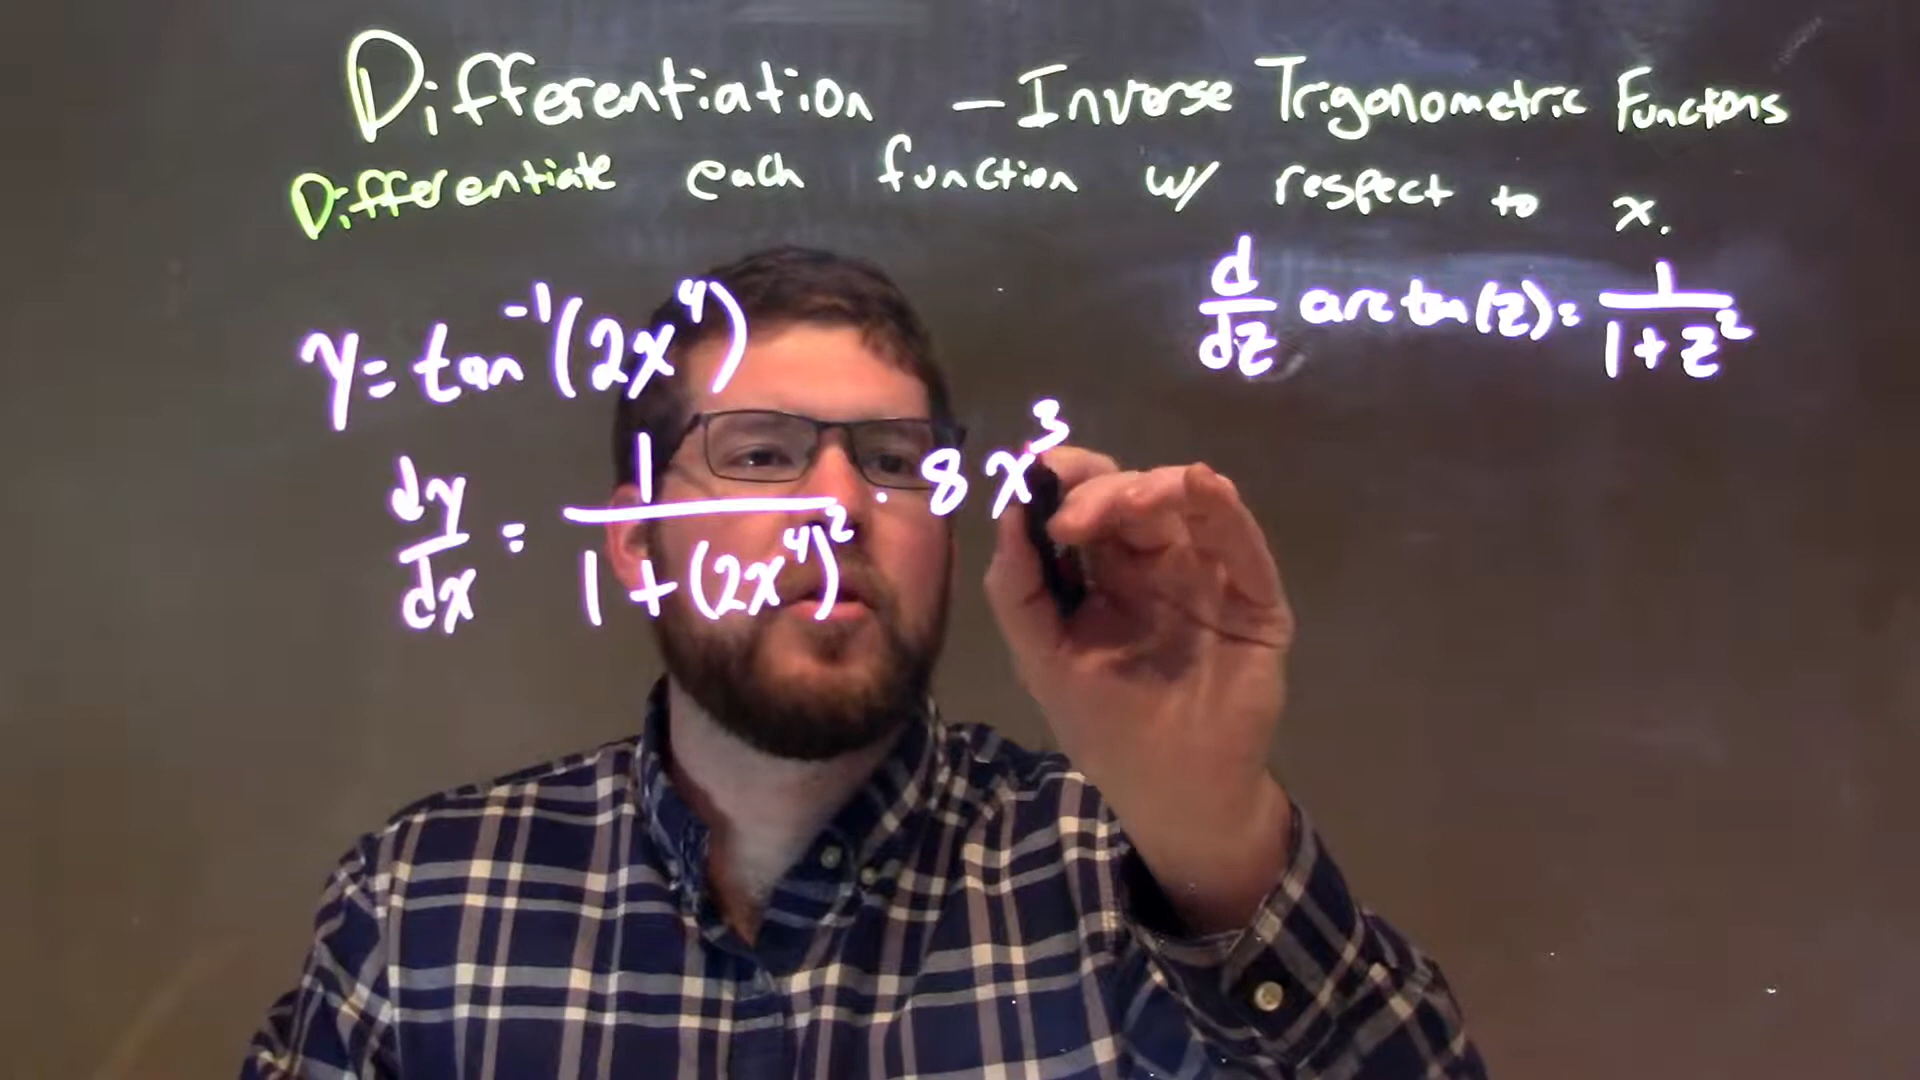 Differentiation - Inverse Trigonometric Functions
Differentiate each function w/ respect to x.
y = tan⁻¹(2x⁴)
d/dz arctan(z) = 1/(1+z²)
dy/dx = 1/(1+(2x⁴)²) · 8x³